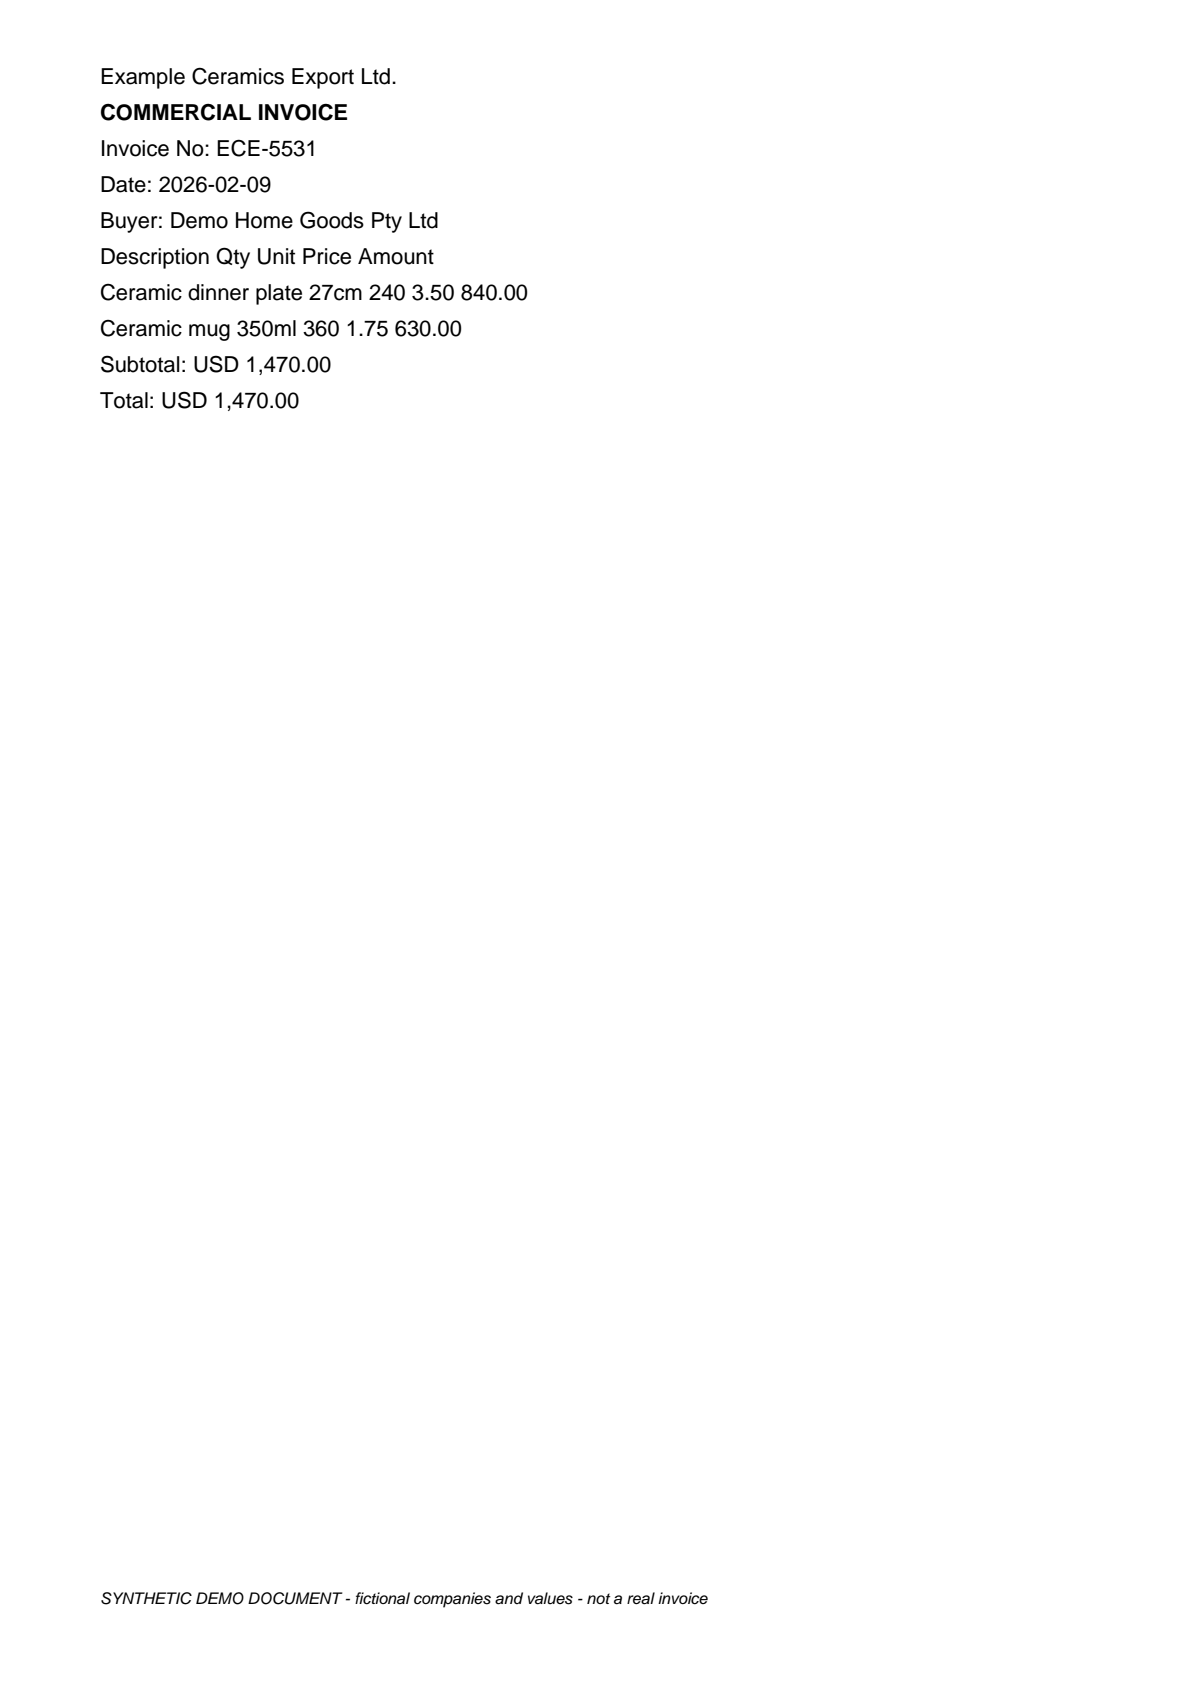 Example Ceramics Export Ltd.
COMMERCIAL INVOICE
Invoice No: ECE-5531
Date: 2026-02-09
Buyer: Demo Home Goods Pty Ltd
Description Qty Unit Price Amount
Ceramic dinner plate 27cm 240 3.50 840.00
Ceramic mug 350ml 360 1.75 630.00
Subtotal: USD 1,470.00
Total: USD 1,470.00
SYNTHETIC DEMO DOCUMENT - fictional companies and values - not a real invoice